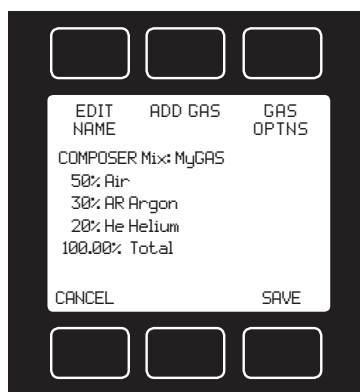 EDIT NAME ADD GAS GAS OPTNS
COMPOSER Mix: MyGAS
50% Air
30% AR Argon
20% He Helium
100.00% Total
CANCEL SAVE